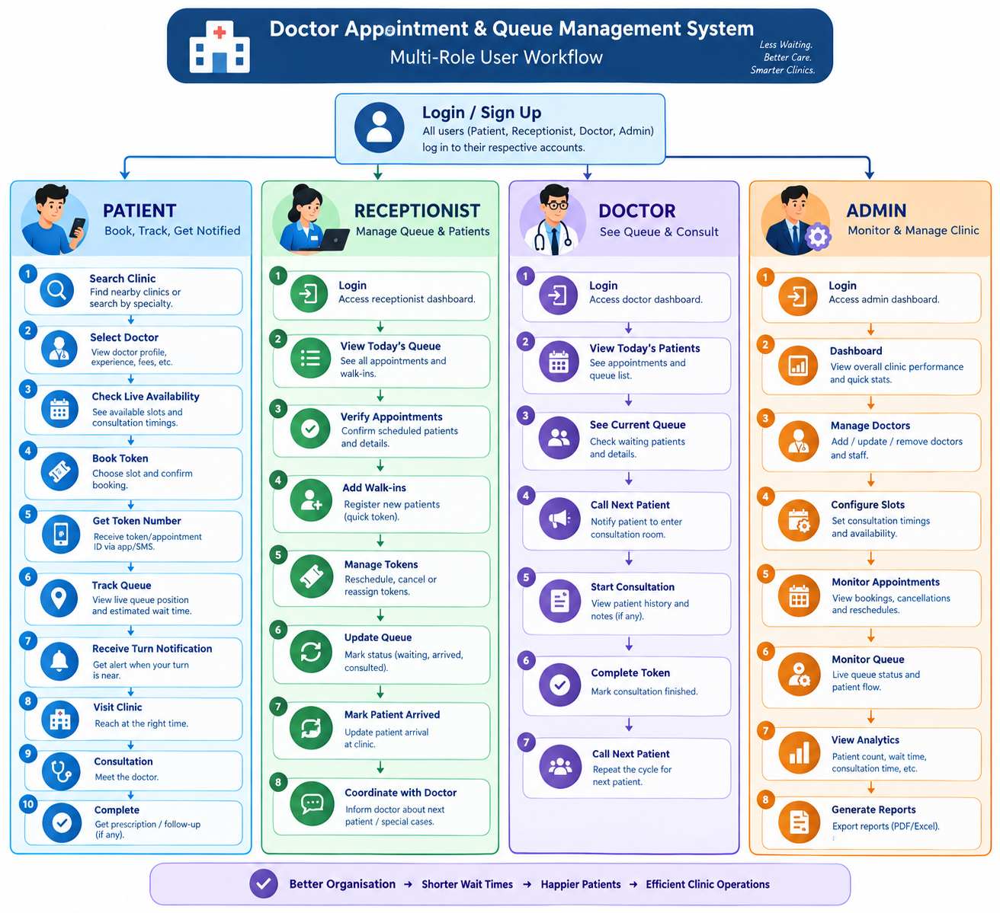 Doctor Appointment & Queue Management System
Multi-Role User Workflow
Less Waiting.
Better Care.
Smarter Clinics.
Login / Sign Up
All users (Patient, Receptionist, Doctor, Admin)
log in to their respective accounts.
PATIENT
Book, Track, Get Notified
1
Search Clinic
Find nearby clinics or
search by specialty.
2
Select Doctor
View doctor profile,
experience, fees, etc.
3
Check Live Availability
See available slots and
consultation timings.
4
Book Token
Choose slot and confirm
booking.
5
Get Token Number
Receive token/appointment
ID via app/SMS.
6
Track Queue
View live queue position
and estimated wait time.
7
Receive Turn Notification
Get alert when your turn
is near.
8
Visit Clinic
Reach at the right time.
9
Consultation
Meet the doctor.
10
Complete
Get prescription / follow-up
(if any).
RECEPTIONIST
Manage Queue & Patients
1
Login
Access receptionist dashboard.
2
View Today's Queue
See all appointments and
walk-ins.
3
Verify Appointments
Confirm scheduled patients
and details.
4
Add Walk-ins
Register new patients
(quick token).
5
Manage Tokens
Reschedule, cancel or
reassign tokens.
6
Update Queue
Mark status (waiting, arrived,
consulted).
7
Mark Patient Arrived
Update patient arrival
at clinic.
8
Coordinate with Doctor
Inform doctor about next
patient / special cases.
DOCTOR
See Queue & Consult
1
Login
Access doctor dashboard.
2
View Today's Patients
See appointments and
queue list.
3
See Current Queue
Check waiting patients
and details.
4
Call Next Patient
Notify patient to enter
consultation room.
5
Start Consultation
View patient history and
notes (if any).
6
Complete Token
Mark consultation finished.
7
Call Next Patient
Repeat the cycle for
next patient.
ADMIN
Monitor & Manage Clinic
1
Login
Access admin dashboard.
2
Dashboard
View overall clinic performance
and quick stats.
3
Manage Doctors
Add / update / remove doctors
and staff.
4
Configure Slots
Set consultation timings
and availability.
5
Monitor Appointments
View bookings, cancellations
and reschedules.
6
Monitor Queue
Live queue status and
patient flow.
7
View Analytics
Patient count, wait time,
consultation time, etc.
8
Generate Reports
Export reports (PDF/Excel).
Better Organisation → Shorter Wait Times → Happier Patients → Efficient Clinic Operations